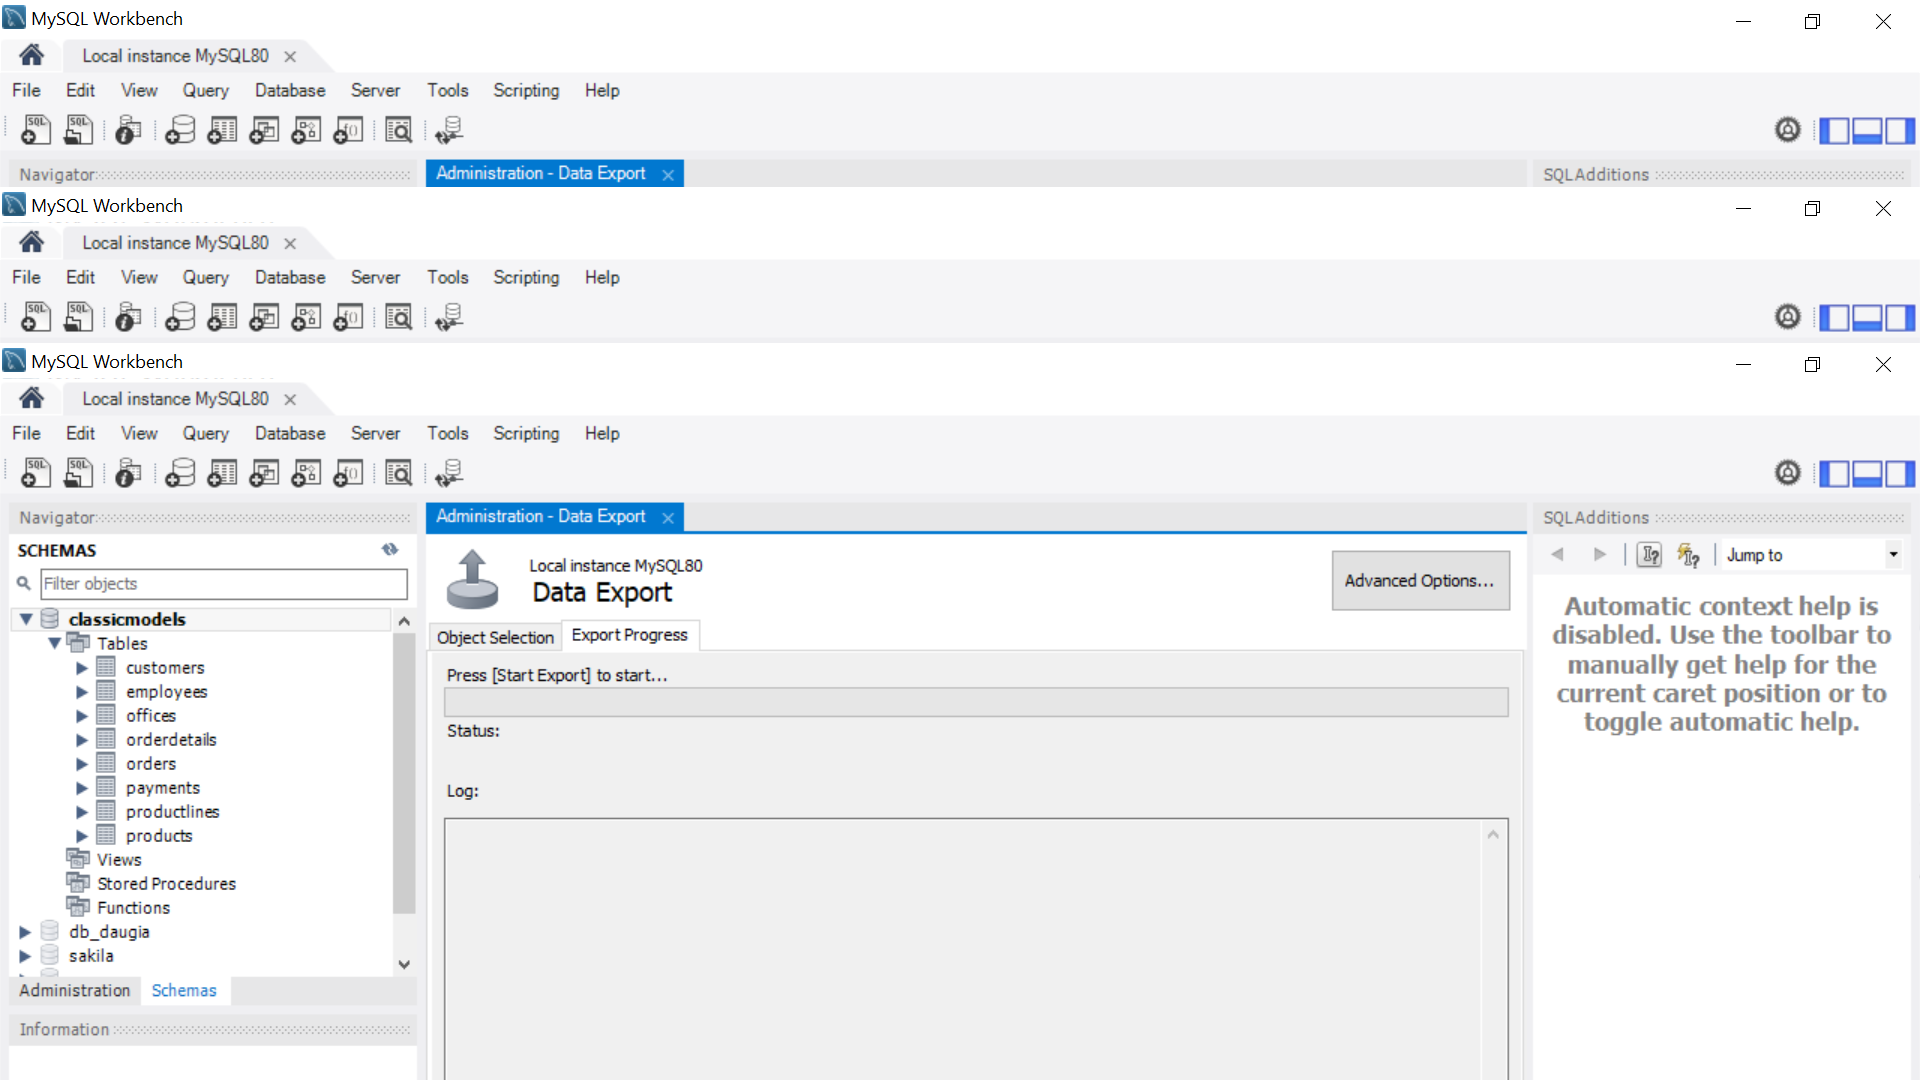 MySQL Workbench
Local instance MySQL80
File Edit View Query Database Server Tools Scripting Help
Navigator
Administration - Data Export
SQLAdditions
MySQL Workbench
Local instance MySQL80
File Edit View Query Database Server Tools Scripting Help
MySQL Workbench
Local instance MySQL80
File Edit View Query Database Server Tools Scripting Help
Navigator
SCHEMAS
Filter objects
classicmodels
Tables
customers
employees
offices
orderdetails
orders
payments
productlines
products
Views
Stored Procedures
Functions
db_daugia
sakila
Administration Schemas
Information
Administration - Data Export
Local instance MySQL80
Data Export
Advanced Options...
Object Selection Export Progress
Press [Start Export] to start...
Status:
Log:
SQLAdditions
Jump to
Automatic context help is
disabled. Use the toolbar to
manually get help for the
current caret position or to
toggle automatic help.